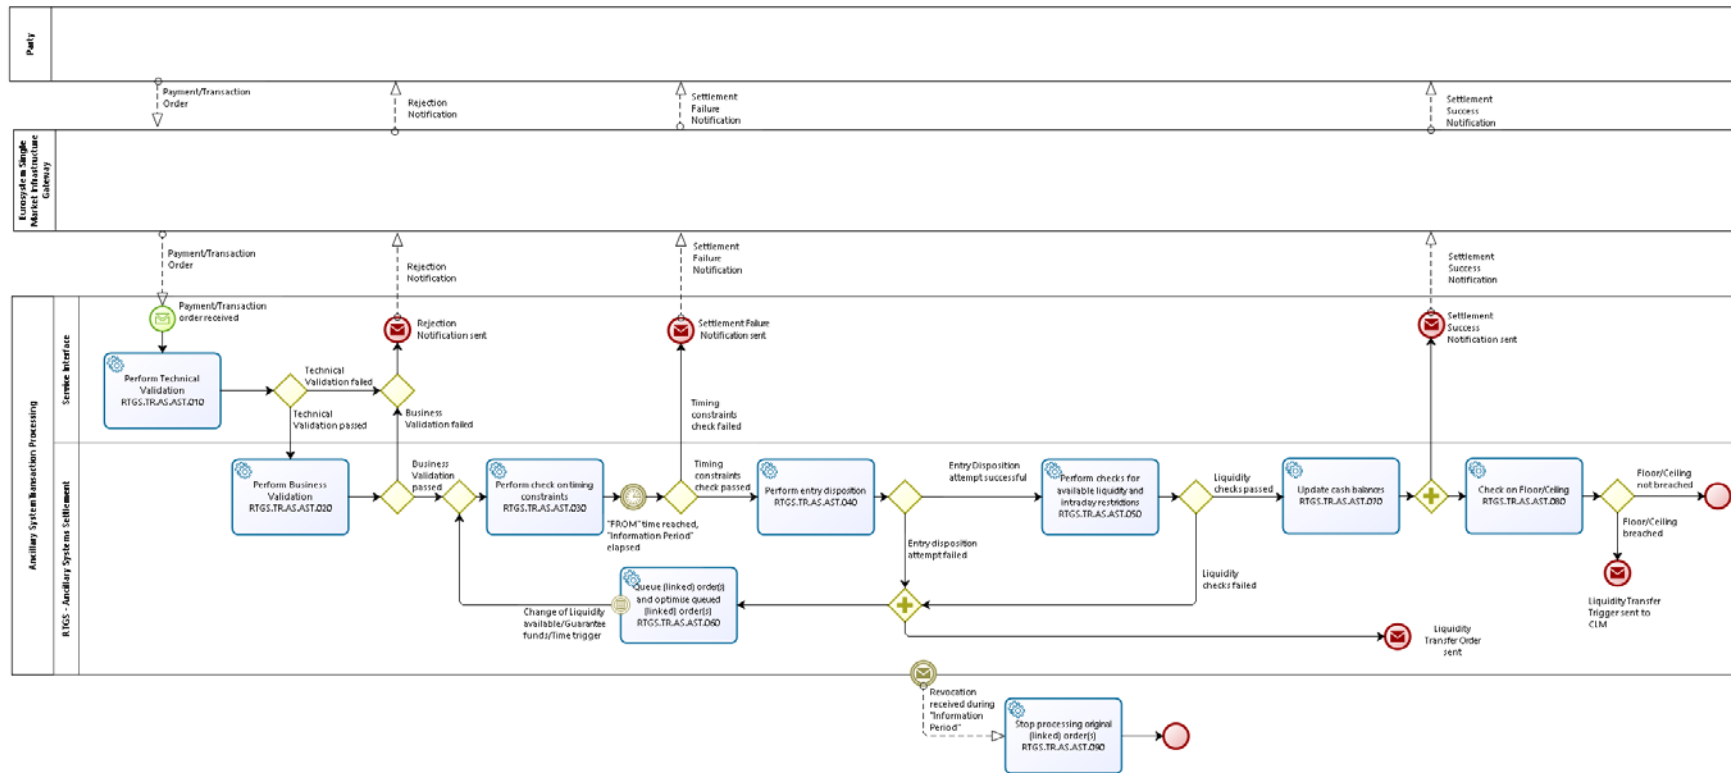 Party
Payment/Transaction
Order
Rejection
Notification
Settlement
Failure
Notification
Settlement
Success
Notification
Eurosystem Single
Market Infrastructure
Gateway
Payment/Transaction
Order
Rejection
Notification
Settlement
Failure
Notification
Settlement
Success
Notification
Ancillary System Transaction Processing
Service Interface
Payment/Transaction
order received
Rejection
Notification sent
Settlement Failure
Notification sent
Settlement
Success
Notification sent
Perform Technical
Validation
RTGS.TR.AS.AST.010
Technical
Validation failed
Technical
Validation passed
Business
Validation failed
Timing
constraints
check failed
RTGS - Ancillary Systems Settlement
Perform Business
Validation
RTGS.TR.AS.AST.020
Business
Validation
passed
Perform check on timing
constraints
RTGS.TR.AS.AST.030
"FROM" time reached,
"Information Period"
elapsed
Timing
constraints
check passed
Perform entry disposition
RTGS.TR.AS.AST.040
Entry Disposition
attempt successful
Entry disposition
attempt failed
Perform checks for
available liquidity and
intraday restrictions
RTGS.TR.AS.AST.050
Liquidity
checks passed
Liquidity
checks failed
Update cash balances
RTGS.TR.AS.AST.070
Check on Floor/Ceiling
RTGS.TR.AS.AST.080
Floor/Ceiling
not breached
Floor/Ceiling
breached
Liquidity Transfer
Trigger sent to
CLM
Queue (linked) order(s)
and optimise queued
(linked) order(s)
RTGS.TR.AS.AST.060
Change of Liquidity
available/Guarantee
funds/Time trigger
Liquidity
Transfer Order
sent
Revocation
received during
"Information
Period"
Stop processing original
(linked) order(s)
RTGS.TR.AS.AST.090